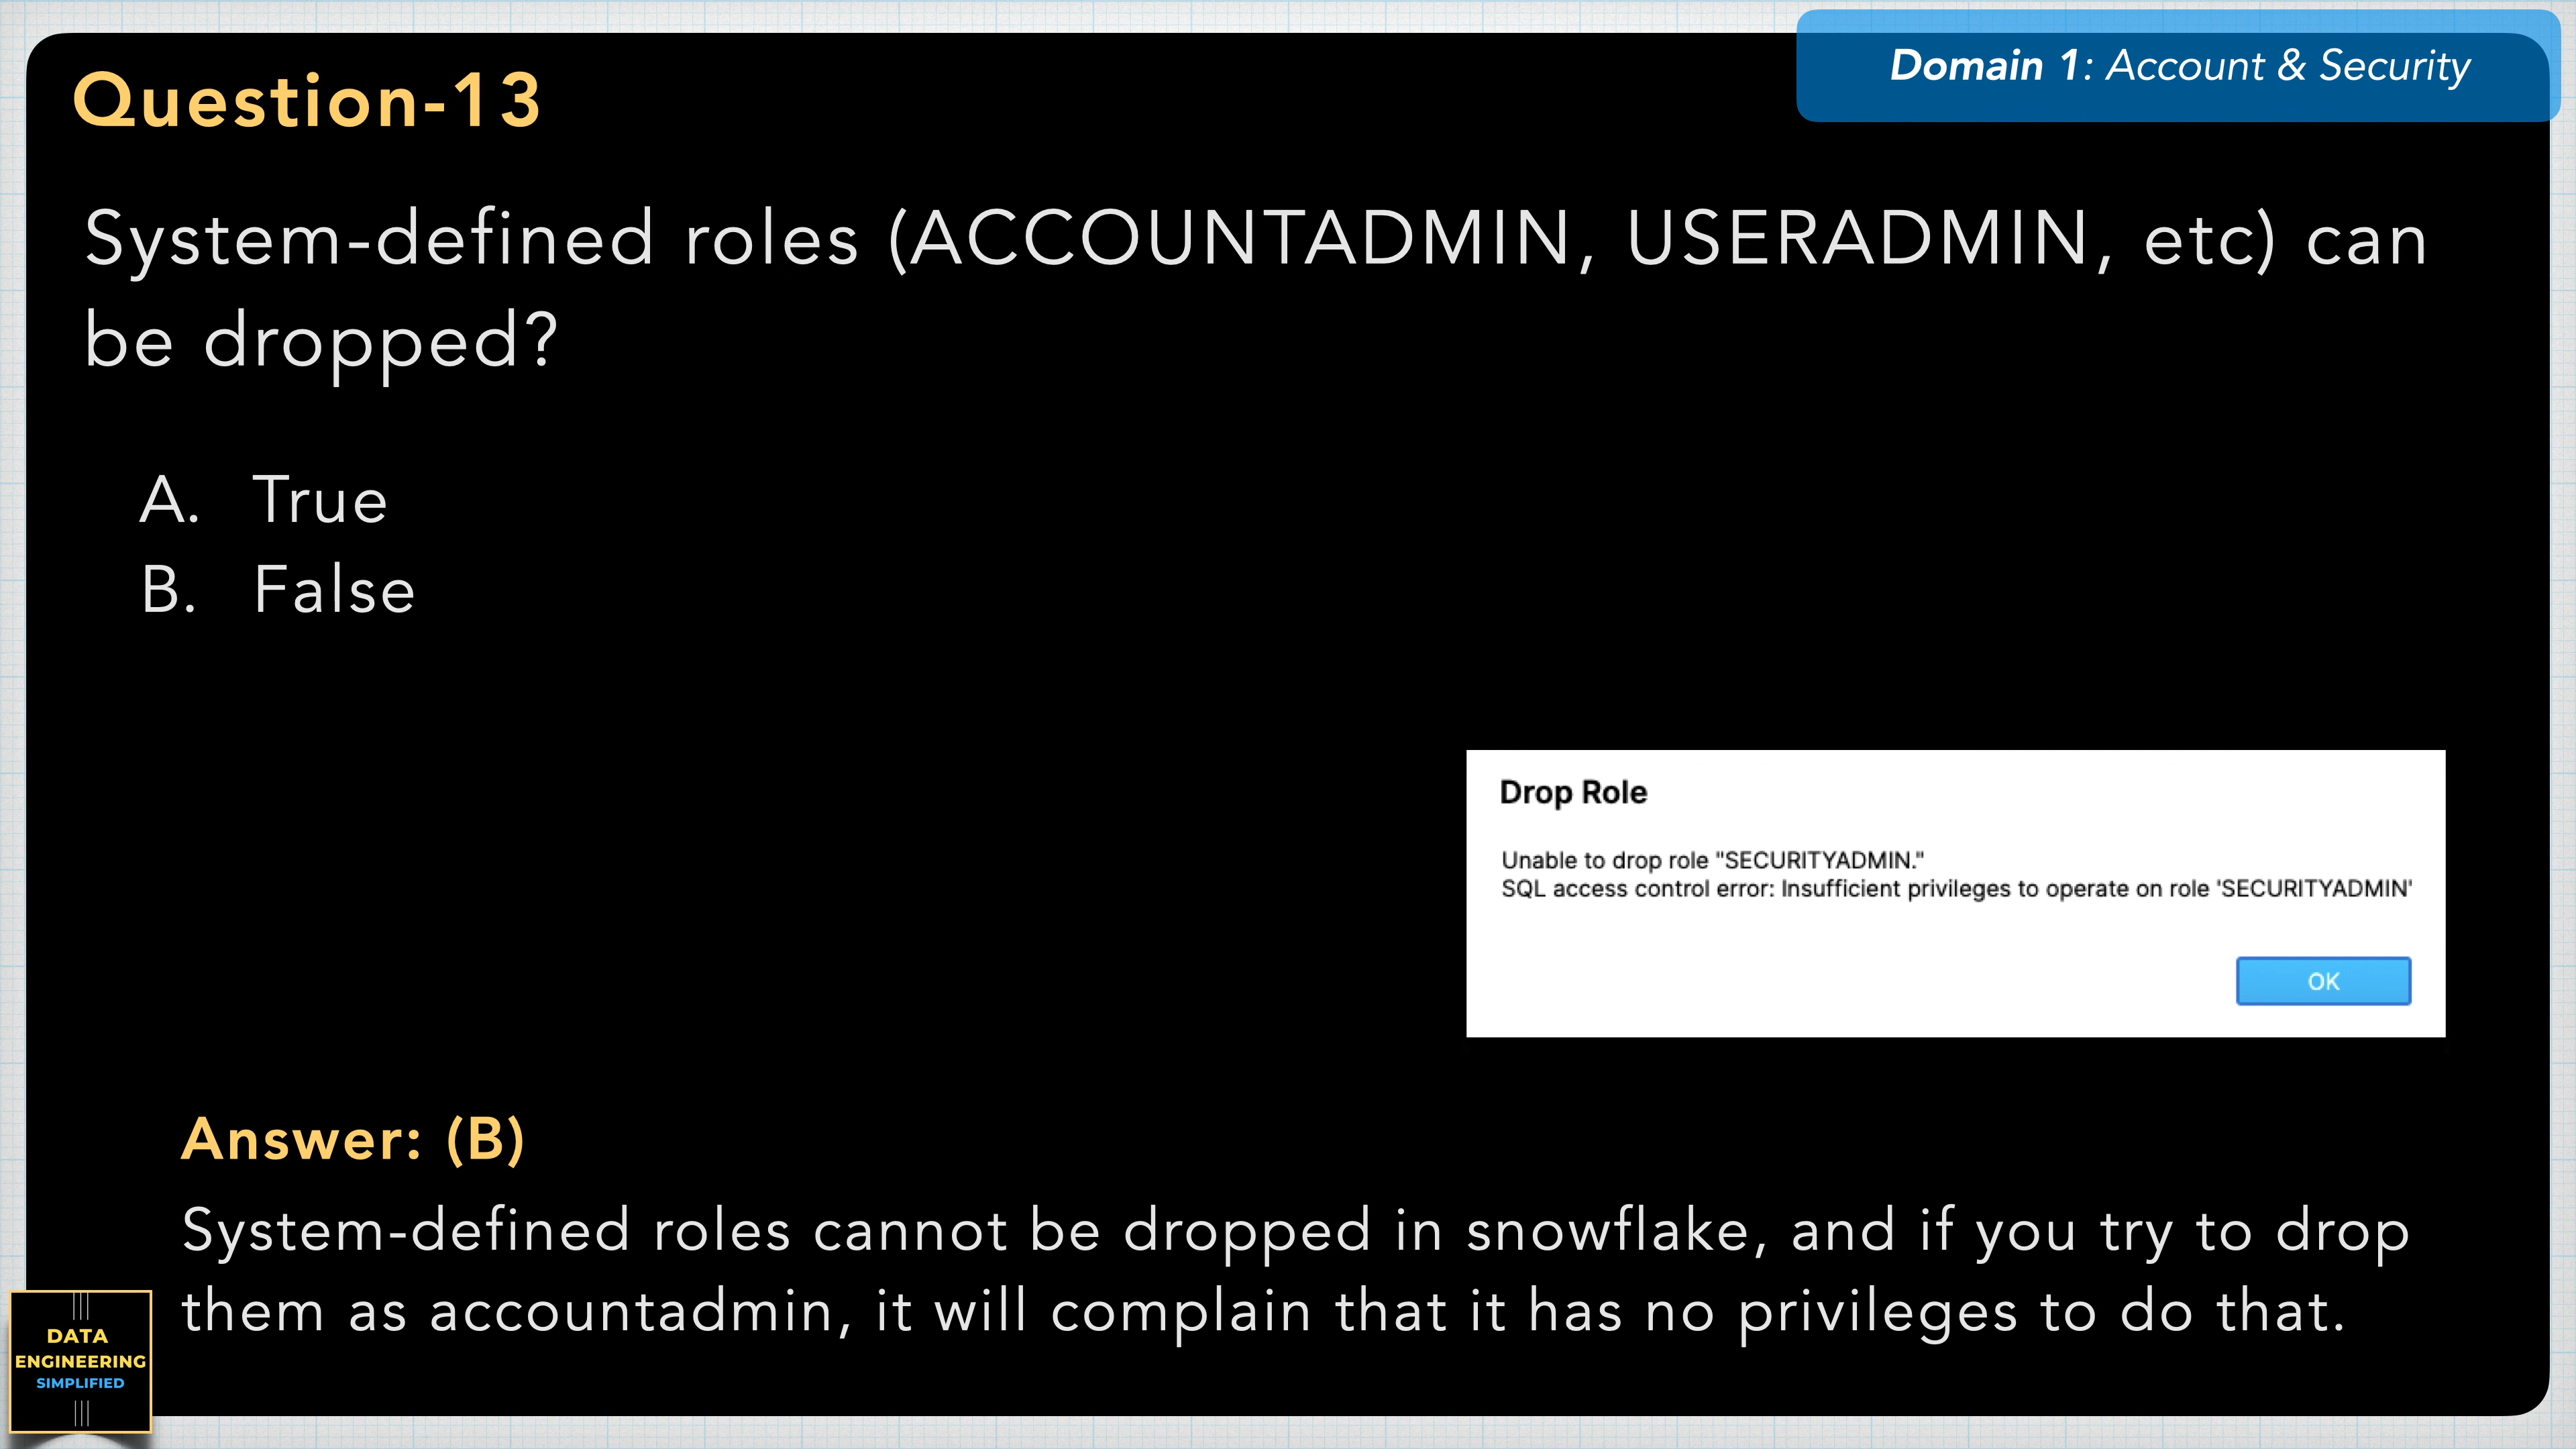 Domain 1: Account & Security
Question-13
System-defined roles (ACCOUNTADMIN, USERADMIN, etc) can
be dropped?
A. True
B. False
Drop Role
Unable to drop role "SECURITYADMIN."
SQL access control error: Insufficient privileges to operate on role 'SECURITYADMIN'
OK
Answer: (B)
System-defined roles cannot be dropped in snowflake, and if you try to drop
them as accountadmin, it will complain that it has no privileges to do that.
DATA
ENGINEERING
SIMPLIFIED